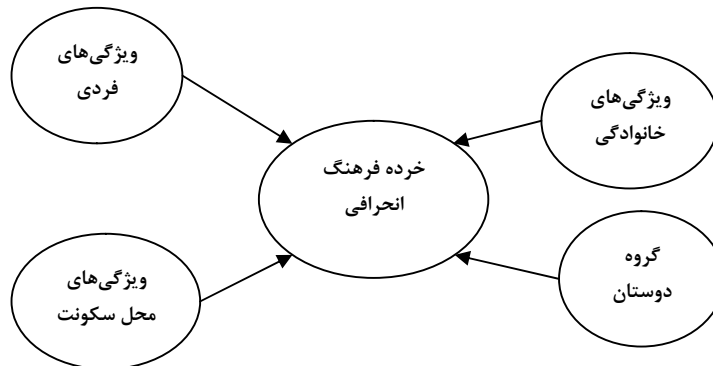 ویژگی‌های
فردی
ویژگی‌های
خانوادگی
خرده فرهنگ
انحرافی
گروه
دوستان
ویژگی‌های
محل سکونت